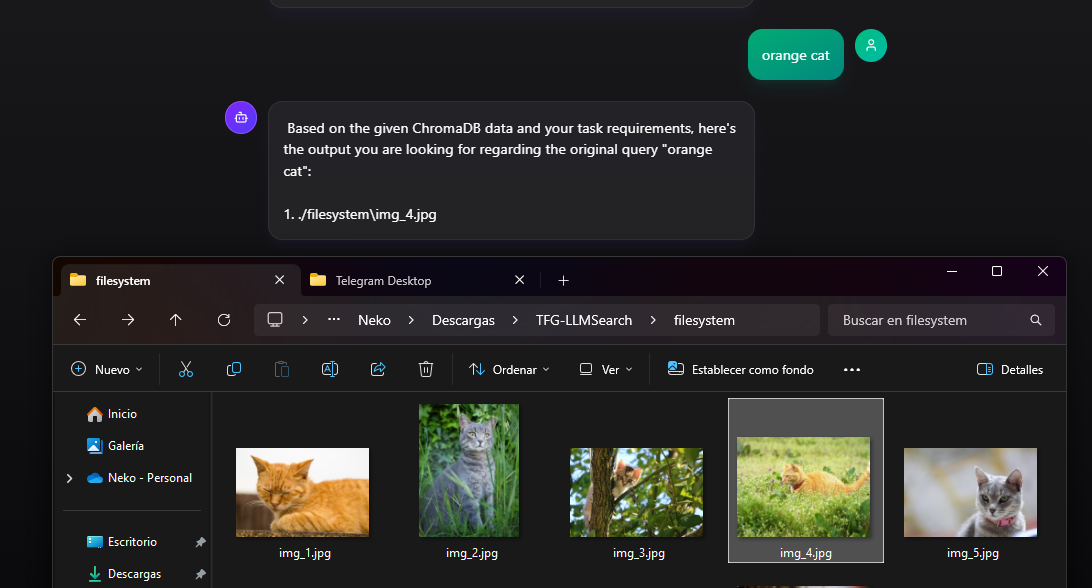 orange cat
Based on the given ChromaDB data and your task requirements, here's
the output you are looking for regarding the original query "orange
cat":
1. ./filesystem\img_4.jpg
filesystem
Telegram Desktop
Neko
Descargas
TFG-LLMSearch
filesystem
Buscar en filesystem
Nuevo
Ordenar
Ver
Establecer como fondo
Detalles
Inicio
Galería
Neko - Personal
Escritorio
Descargas
img_1.jpg
img_2.jpg
img_3.jpg
img_4.jpg
img_5.jpg